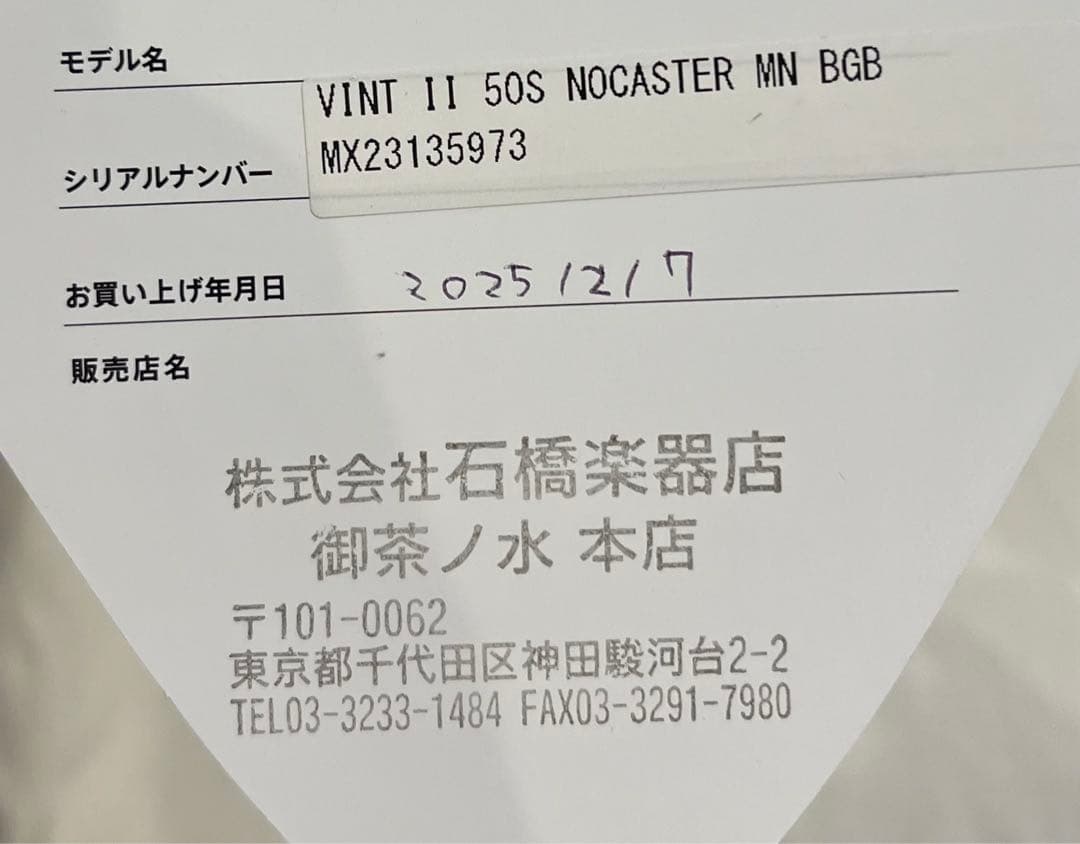 モデル名
VINT II 50S NOCASTER MN BGB
シリアルナンバー
MX23135973
お買い上げ年月日
2025/2/7
販売店名
株式会社石橋楽器店
御茶ノ水 本店
〒101-0062
東京都千代田区神田駿河台2-2
TEL03-3233-1484 FAX03-3291-7980